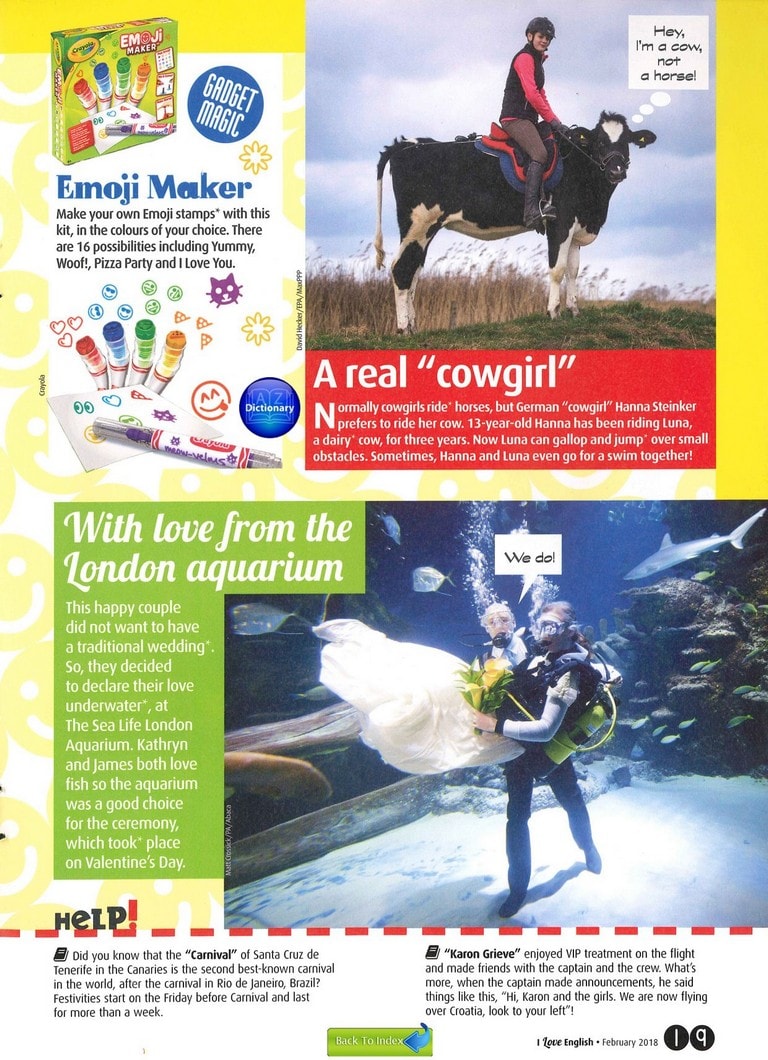 Crayola
EMOJI
MAKER
GADGET
MAGIC
Emoji Maker
Make your own Emoji stamps* with this
kit, in the colours of your choice. There
are 16 possibilities including Yummy,
Woof!, Pizza Party and I Love You.
Crayola
Crayola
meow-velous
A Z
Dictionary
David Hecker/EPA/MaxPPP
Hey,
I'm a cow,
not
a horse!
A real “cowgirl”
Normally cowgirls ride* horses, but German “cowgirl” Hanna Steinker
prefers to ride her cow. 13-year-old Hanna has been riding Luna,
a dairy* cow, for three years. Now Luna can gallop and jump* over small
obstacles. Sometimes, Hanna and Luna even go for a swim together!
With love from the
London aquarium
This happy couple
did not want to have
a traditional wedding*.
So, they decided
to declare their love
underwater*, at
The Sea Life London
Aquarium. Kathryn
and James both love
fish so the aquarium
was a good choice
for the ceremony,
which took* place
on Valentine's Day.
We do!
HELP!
Did you know that the “Carnival” of Santa Cruz de
Tenerife in the Canaries is the second best-known carnival
in the world, after the carnival in Rio de Janeiro, Brazil?
Festivities start on the Friday before Carnival and last
for more than a week.
“Karon Grieve” enjoyed VIP treatment on the flight
and made friends with the captain and the crew. What's
more, when the captain made announcements, he said
things like this, “Hi, Karon and the girls. We are now flying
over Croatia, look to your left”!
Back To Index
I Love English • February 2018 19